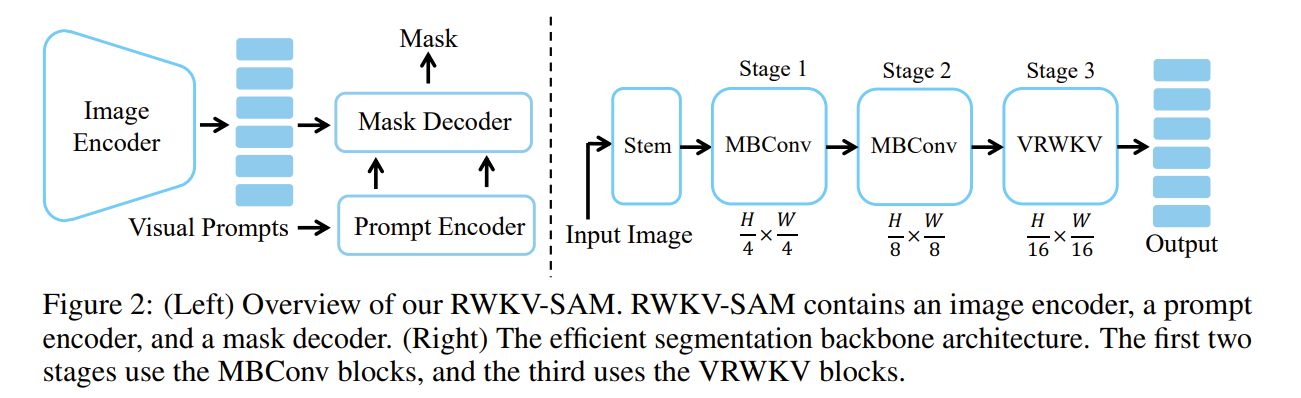 Image
Encoder
Mask
Mask Decoder
Visual Prompts
Prompt Encoder
Input Image
Stem
Stage 1
MBConv
H/4 × W/4
Stage 2
MBConv
H/8 × W/8
Stage 3
VRWKV
H/16 × W/16
Output
Figure 2: (Left) Overview of our RWKV-SAM. RWKV-SAM contains an image encoder, a prompt
encoder, and a mask decoder. (Right) The efficient segmentation backbone architecture. The first two
stages use the MBConv blocks, and the third uses the VRWKV blocks.